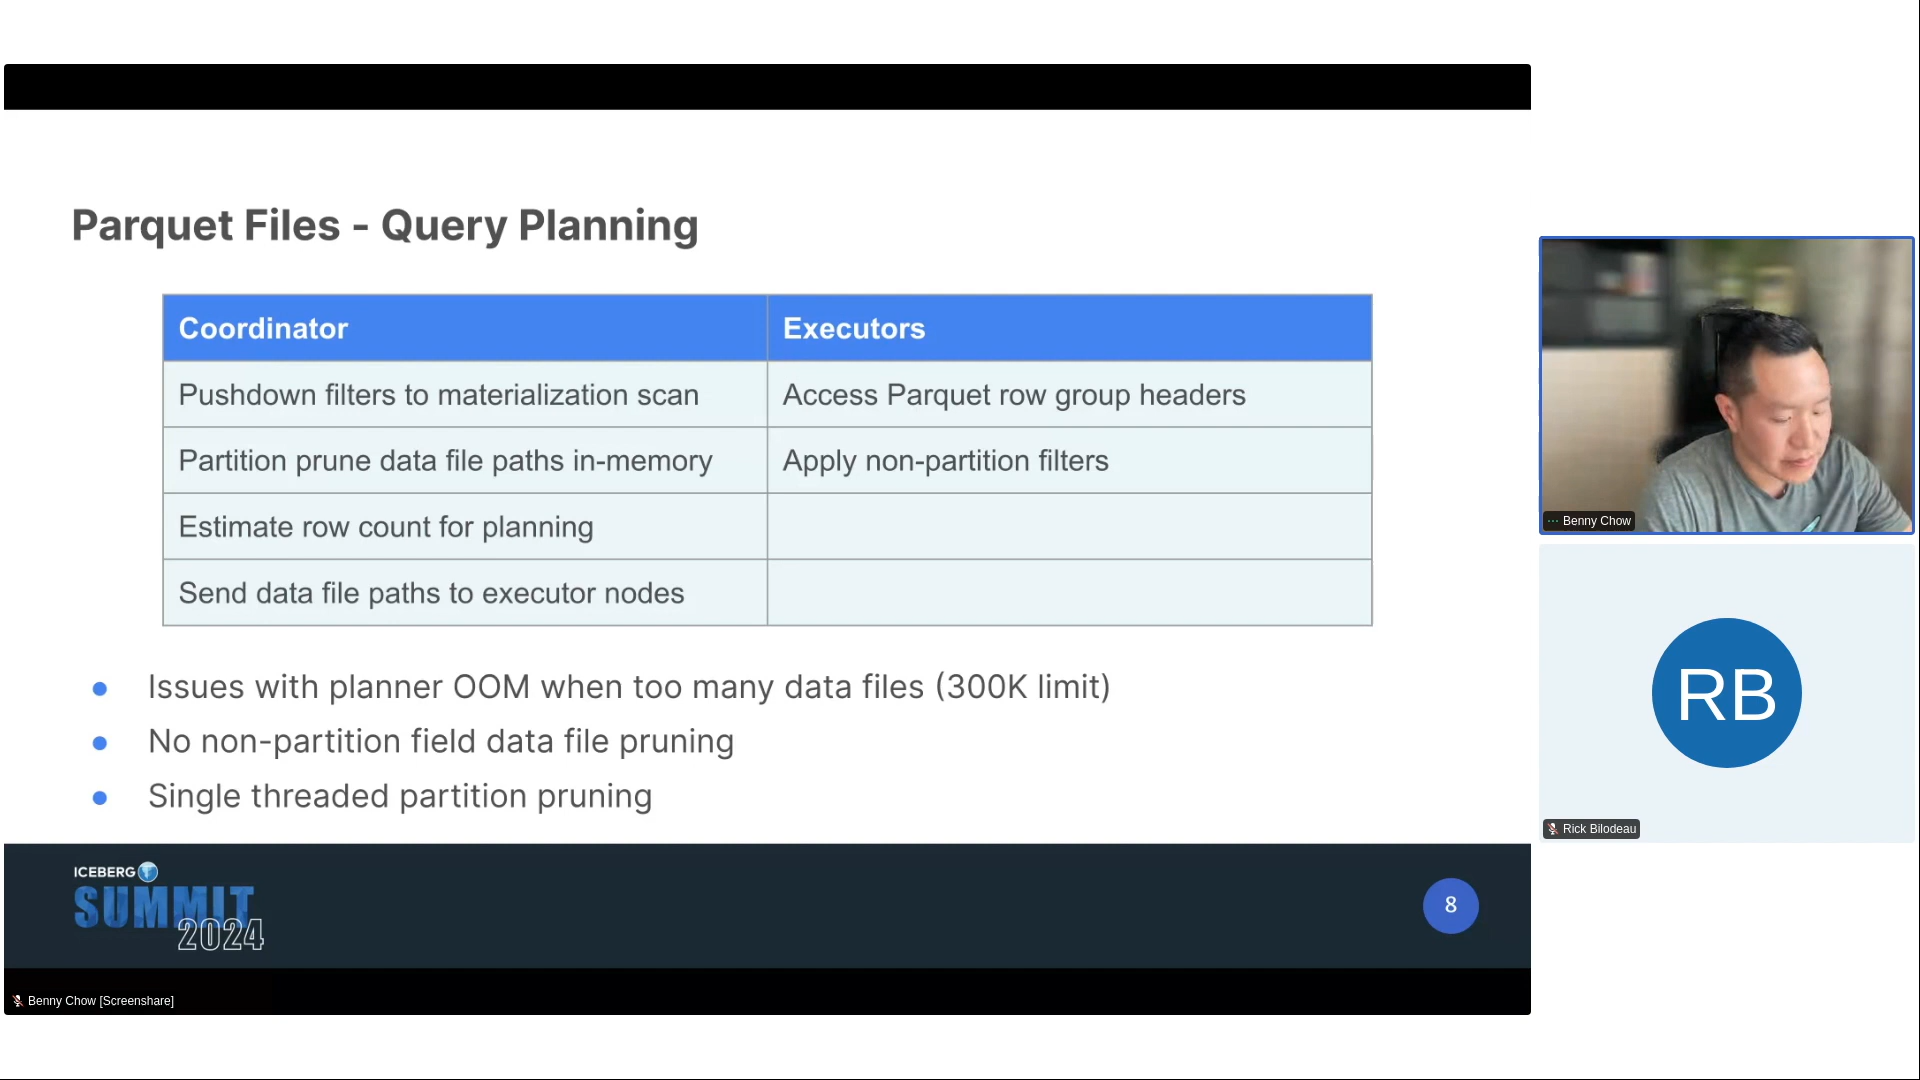 Parquet Files - Query Planning
Coordinator
Executors
Pushdown filters to materialization scan
Access Parquet row group headers
Partition prune data file paths in-memory
Apply non-partition filters
Estimate row count for planning
Send data file paths to executor nodes
Issues with planner OOM when too many data files (300K limit)
No non-partition field data file pruning
Single threaded partition pruning
ICEBERG
SUMMIT
2024
8
Benny Chow [Screenshare]
Benny Chow
RB
Rick Bilodeau